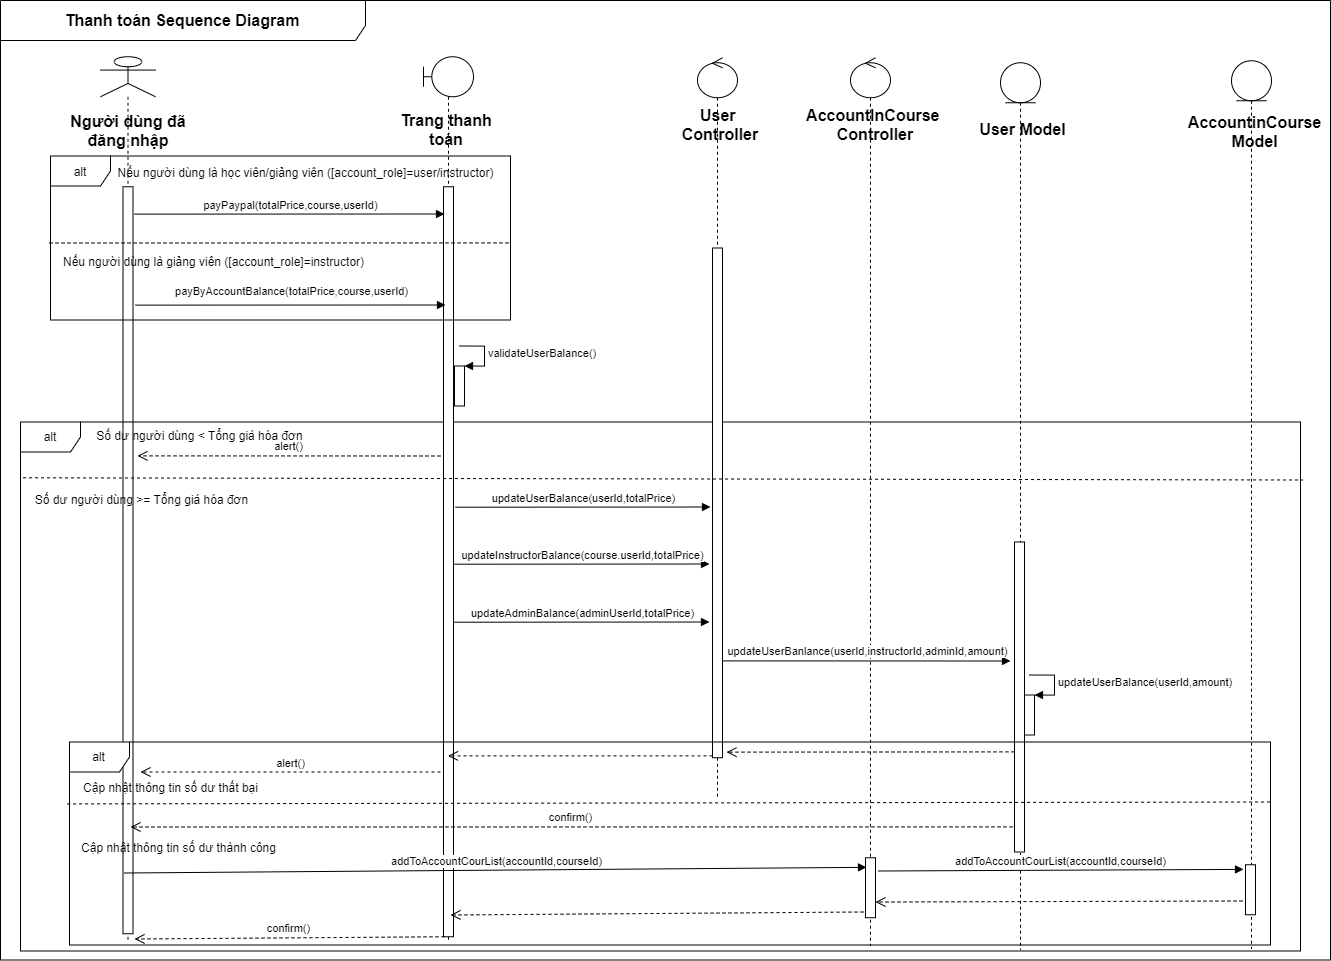 Thanh toán Sequence Diagram
Người dùng đã
đăng nhập
Trang thanh
toán
User
Controller
AccountInCourse
Controller
User Model
AccountinCourse
Model
alt
Nếu người dùng là học viên/giảng viên ([account_role]=user/instructor)
payPaypal(totalPrice,course,userId)
Nếu người dùng là giảng viên ([account_role]=instructor)
payByAccountBalance(totalPrice,course,userId)
validateUserBalance()
alt
Số dư người dùng < Tổng giá hóa đơn
alert()
Số dư người dùng >= Tổng giá hóa đơn
updateUserBalance(userId,totalPrice)
updateInstructorBalance(course.userId,totalPrice)
updateAdminBalance(adminUserId,totalPrice)
updateUserBanlance(userId,instructorId,adminId,amount)
updateUserBalance(userId,amount)
alt
alert()
Cập nhật thông tin số dư thất bại
confirm()
Cập nhật thông tin số dư thành công
addToAccountCourList(accountId,courseId)
addToAccountCourList(accountId,courseId)
confirm()